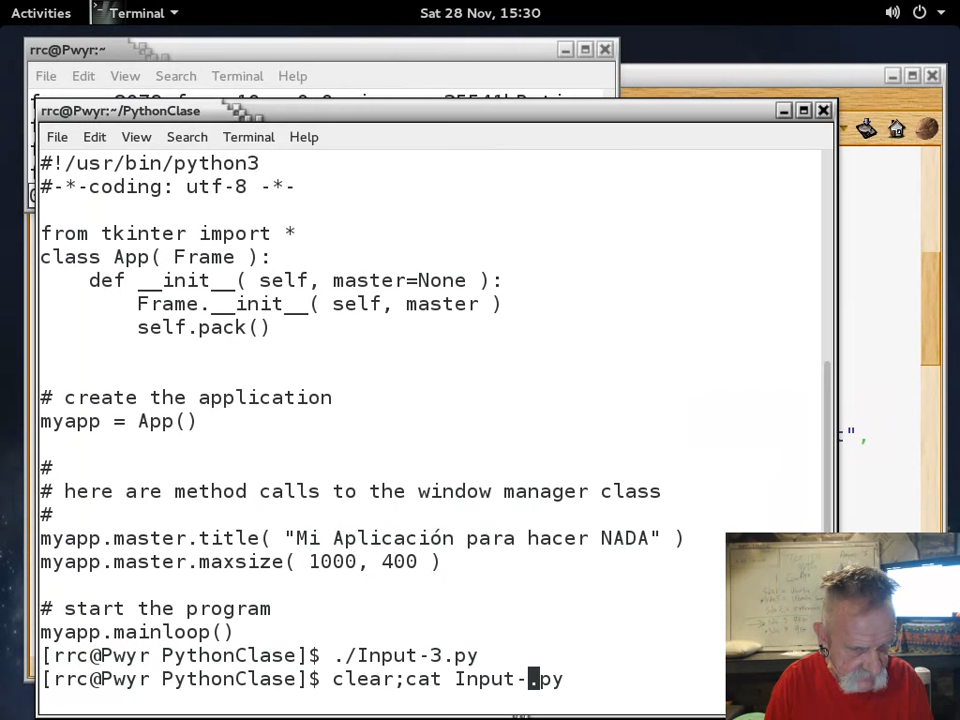 Activities
Terminal
Sat 28 Nov, 15:30
rrc@Pwyr:~
File Edit View Search Terminal Help
rrc@Pwyr:~/PythonClase
File Edit View Search Terminal Help
#!/usr/bin/python3
#-*-coding: utf-8 -*-
from tkinter import *
class App( Frame ):
    def __init__( self, master=None ):
        Frame.__init__( self, master )
        self.pack()
# create the application
myapp = App()
#
# here are method calls to the window manager class
#
myapp.master.title( "Mi Aplicación para hacer NADA" )
myapp.master.maxsize( 1000, 400 )
# start the program
myapp.mainloop()
[rrc@Pwyr PythonClase]$ ./Input-3.py
[rrc@Pwyr PythonClase]$ clear;cat Input-.py
",